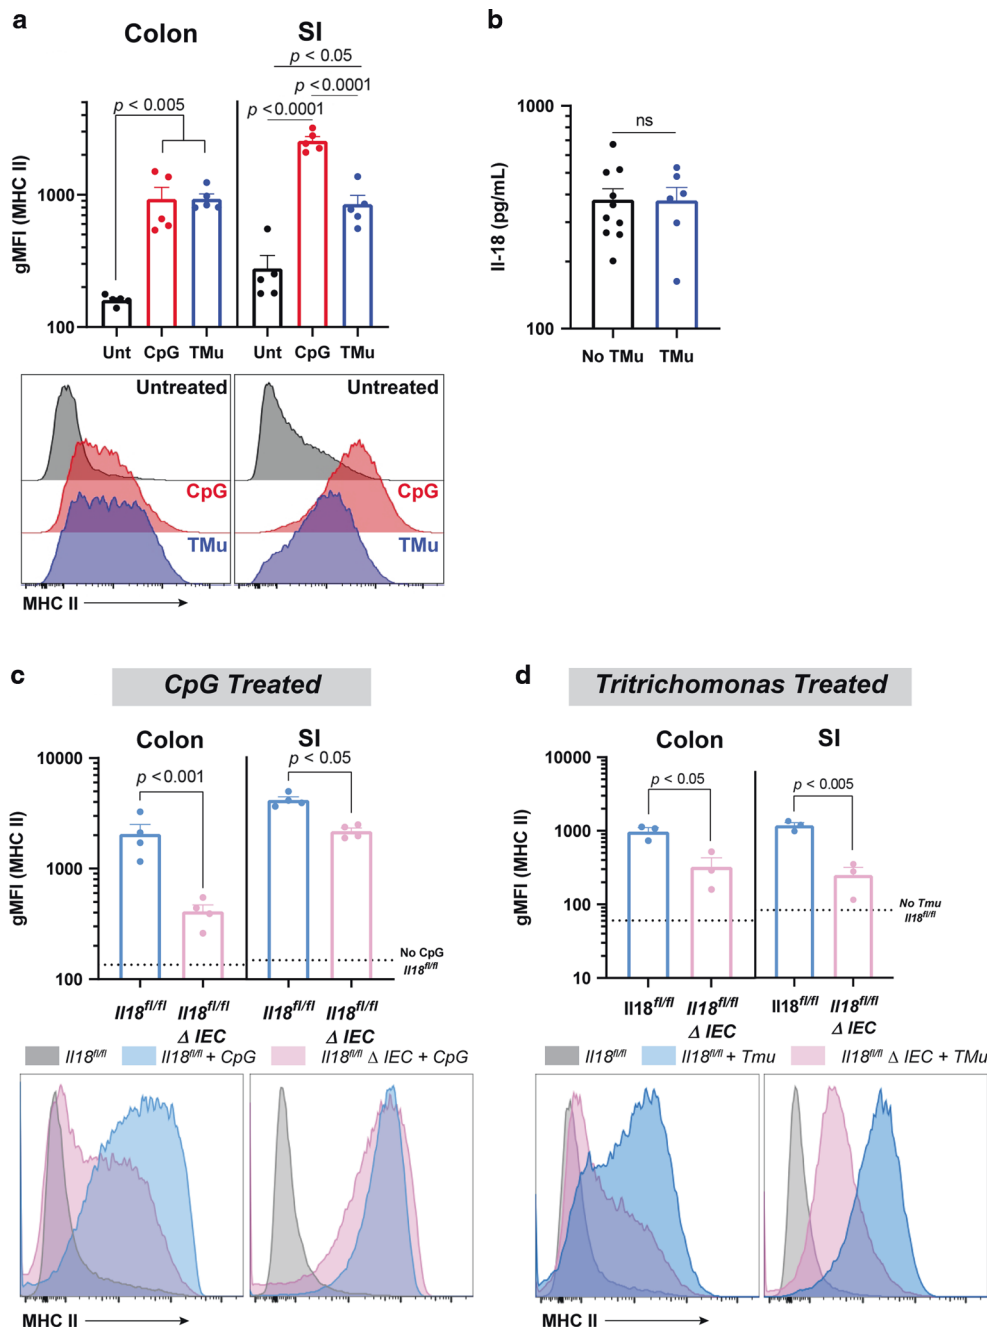 a
Colon
SI
p < 0.05
p < 0.005
p <0.0001
p <0.0001
gMFI (MHC II)
1000
100
Unt
CpG
TMu
Unt
CpG
TMu
Untreated
CpG
TMu
Untreated
CpG
TMu
MHC II
b
1000
ns
Il-18 (pg/mL)
100
No TMu
TMu
c
CpG Treated
Colon
SI
p <0.001
p < 0.05
gMFI (MHC II)
10000
1000
100
No CpG
Il18fl/fl
Il18fl/fl
Il18fl/fl
Δ IEC
Il18fl/fl
Il18fl/fl
Δ IEC
Il18fl/fl
Il18fl/fl + CpG
Il18fl/fl Δ IEC + CpG
MHC II
d
Tritrichomonas Treated
Colon
SI
p < 0.05
p < 0.005
gMFI (MHC II)
10000
1000
100
10
No Tmu
Il18fl/fl
Il18fl/fl
Il18fl/fl
Δ IEC
Il18fl/fl
Il18fl/fl
Δ IEC
Il18fl/fl
Il18fl/fl + Tmu
Il18fl/fl Δ IEC + TMu
MHC II